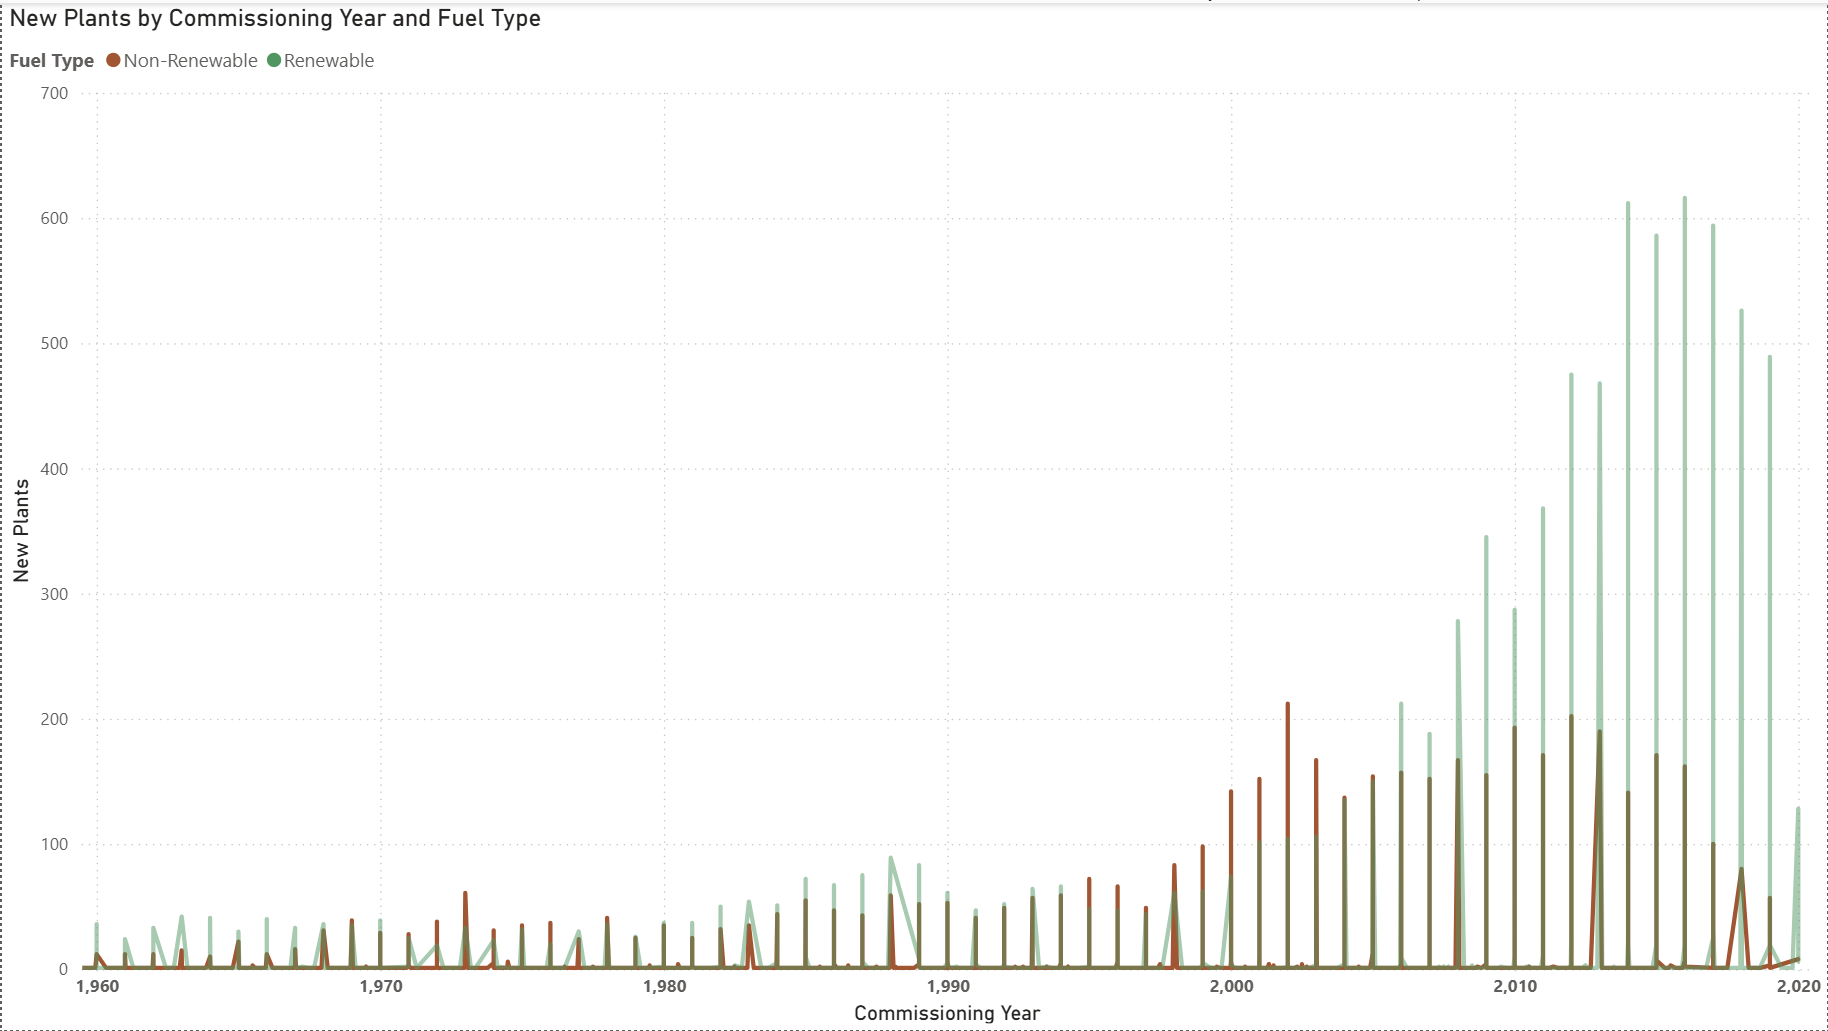 New Plants by Commissioning Year and Fuel Type
Fuel Type Non-Renewable Renewable
700
600
500
400
300
200
100
0
New Plants
1,960 1,970 1,980 1,990 2,000 2,010 2,020
Commissioning Year